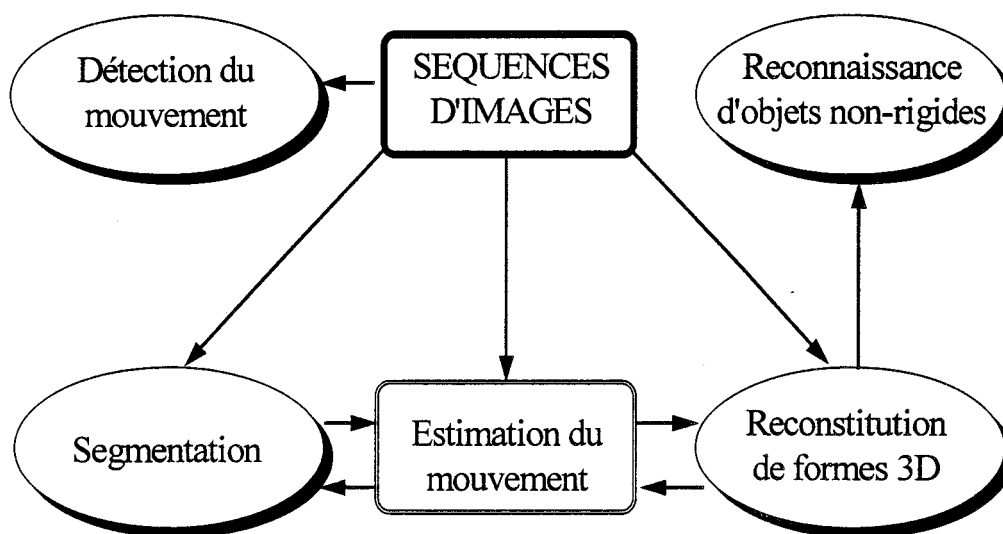 Détection du
mouvement
SEQUENCES
D'IMAGES
Reconnaissance
d'objets non-rigides
Segmentation
Estimation du
mouvement
Reconstitution
de formes 3D